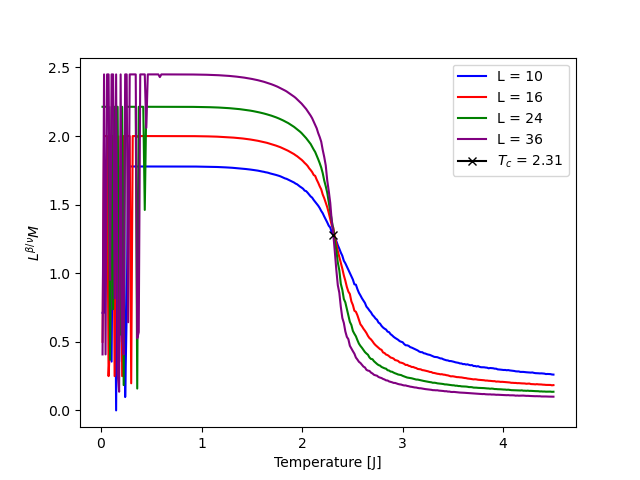 2.5
2.0
1.5
1.0
0.5
0.0
L^{β/ν}M
0
1
2
3
4
Temperature [J]
L = 10
L = 16
L = 24
L = 36
T_c = 2.31